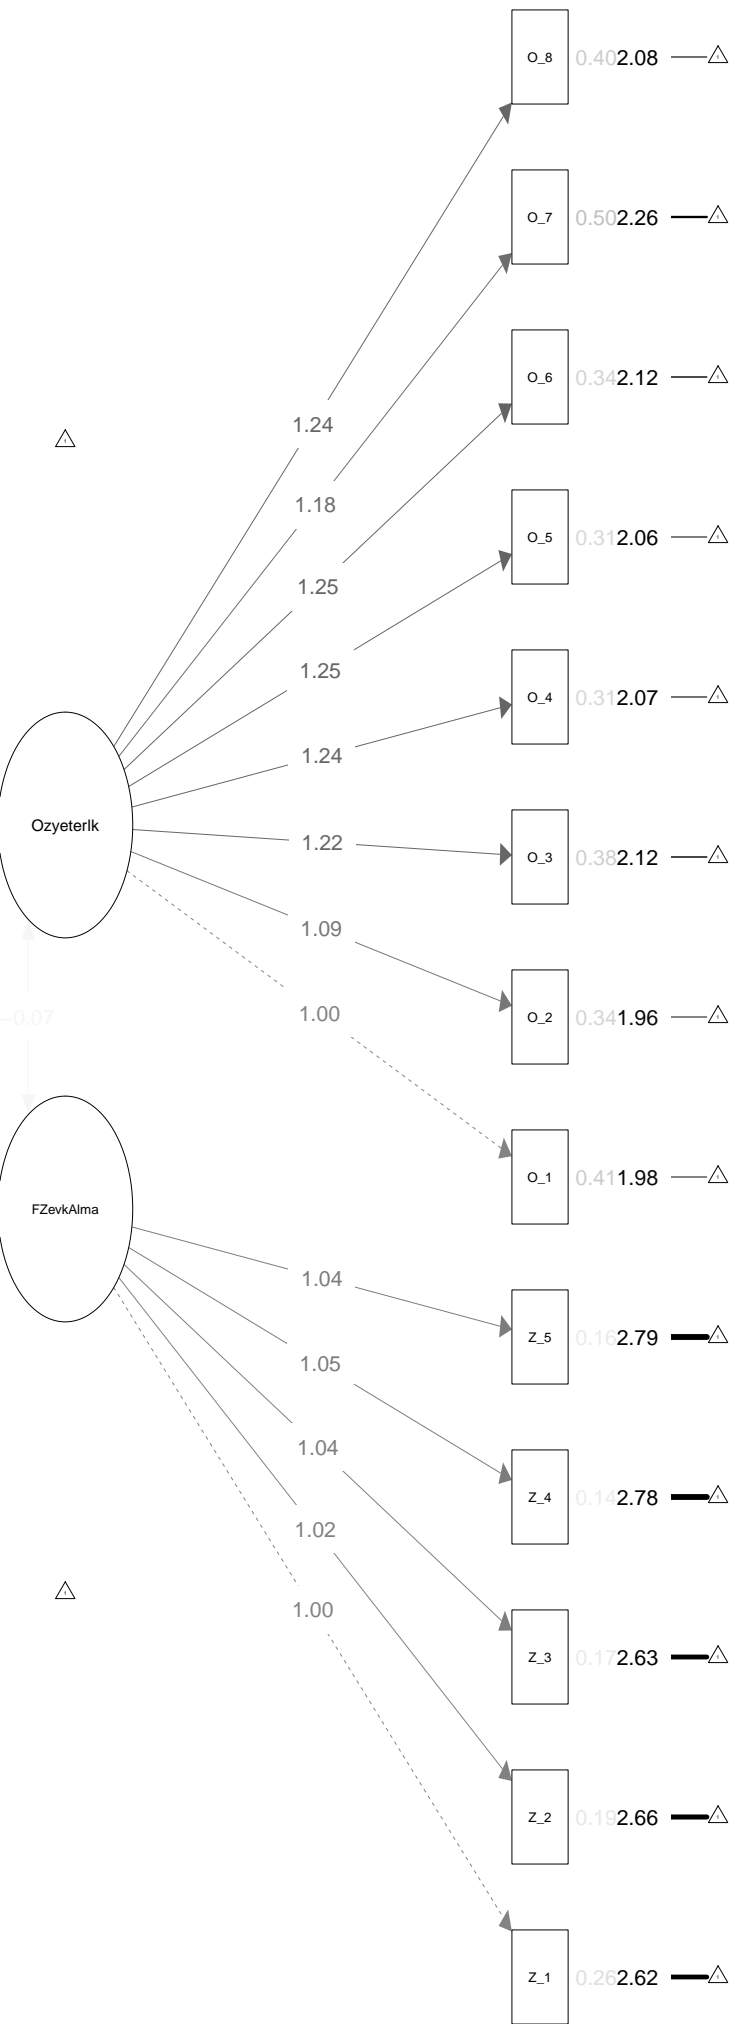 O_8 0.40 2.08
O_7 0.50 2.26
O_6 0.34 2.12
1.24
1.18
O_5 0.31 2.06
1.25
1.25
O_4 0.31 2.07
1.24
Ozyeterlk
1.22
O_3 0.38 2.12
1.09
1.00
−0.07
O_2 0.34 1.96
O_1 0.41 1.98
FZevkAlma
1.04
Z_5 0.16 2.79
1.05
1.04
Z_4 0.14 2.78
1.02
1.00
Z_3 0.17 2.63
Z_2 0.19 2.66
Z_1 0.26 2.62